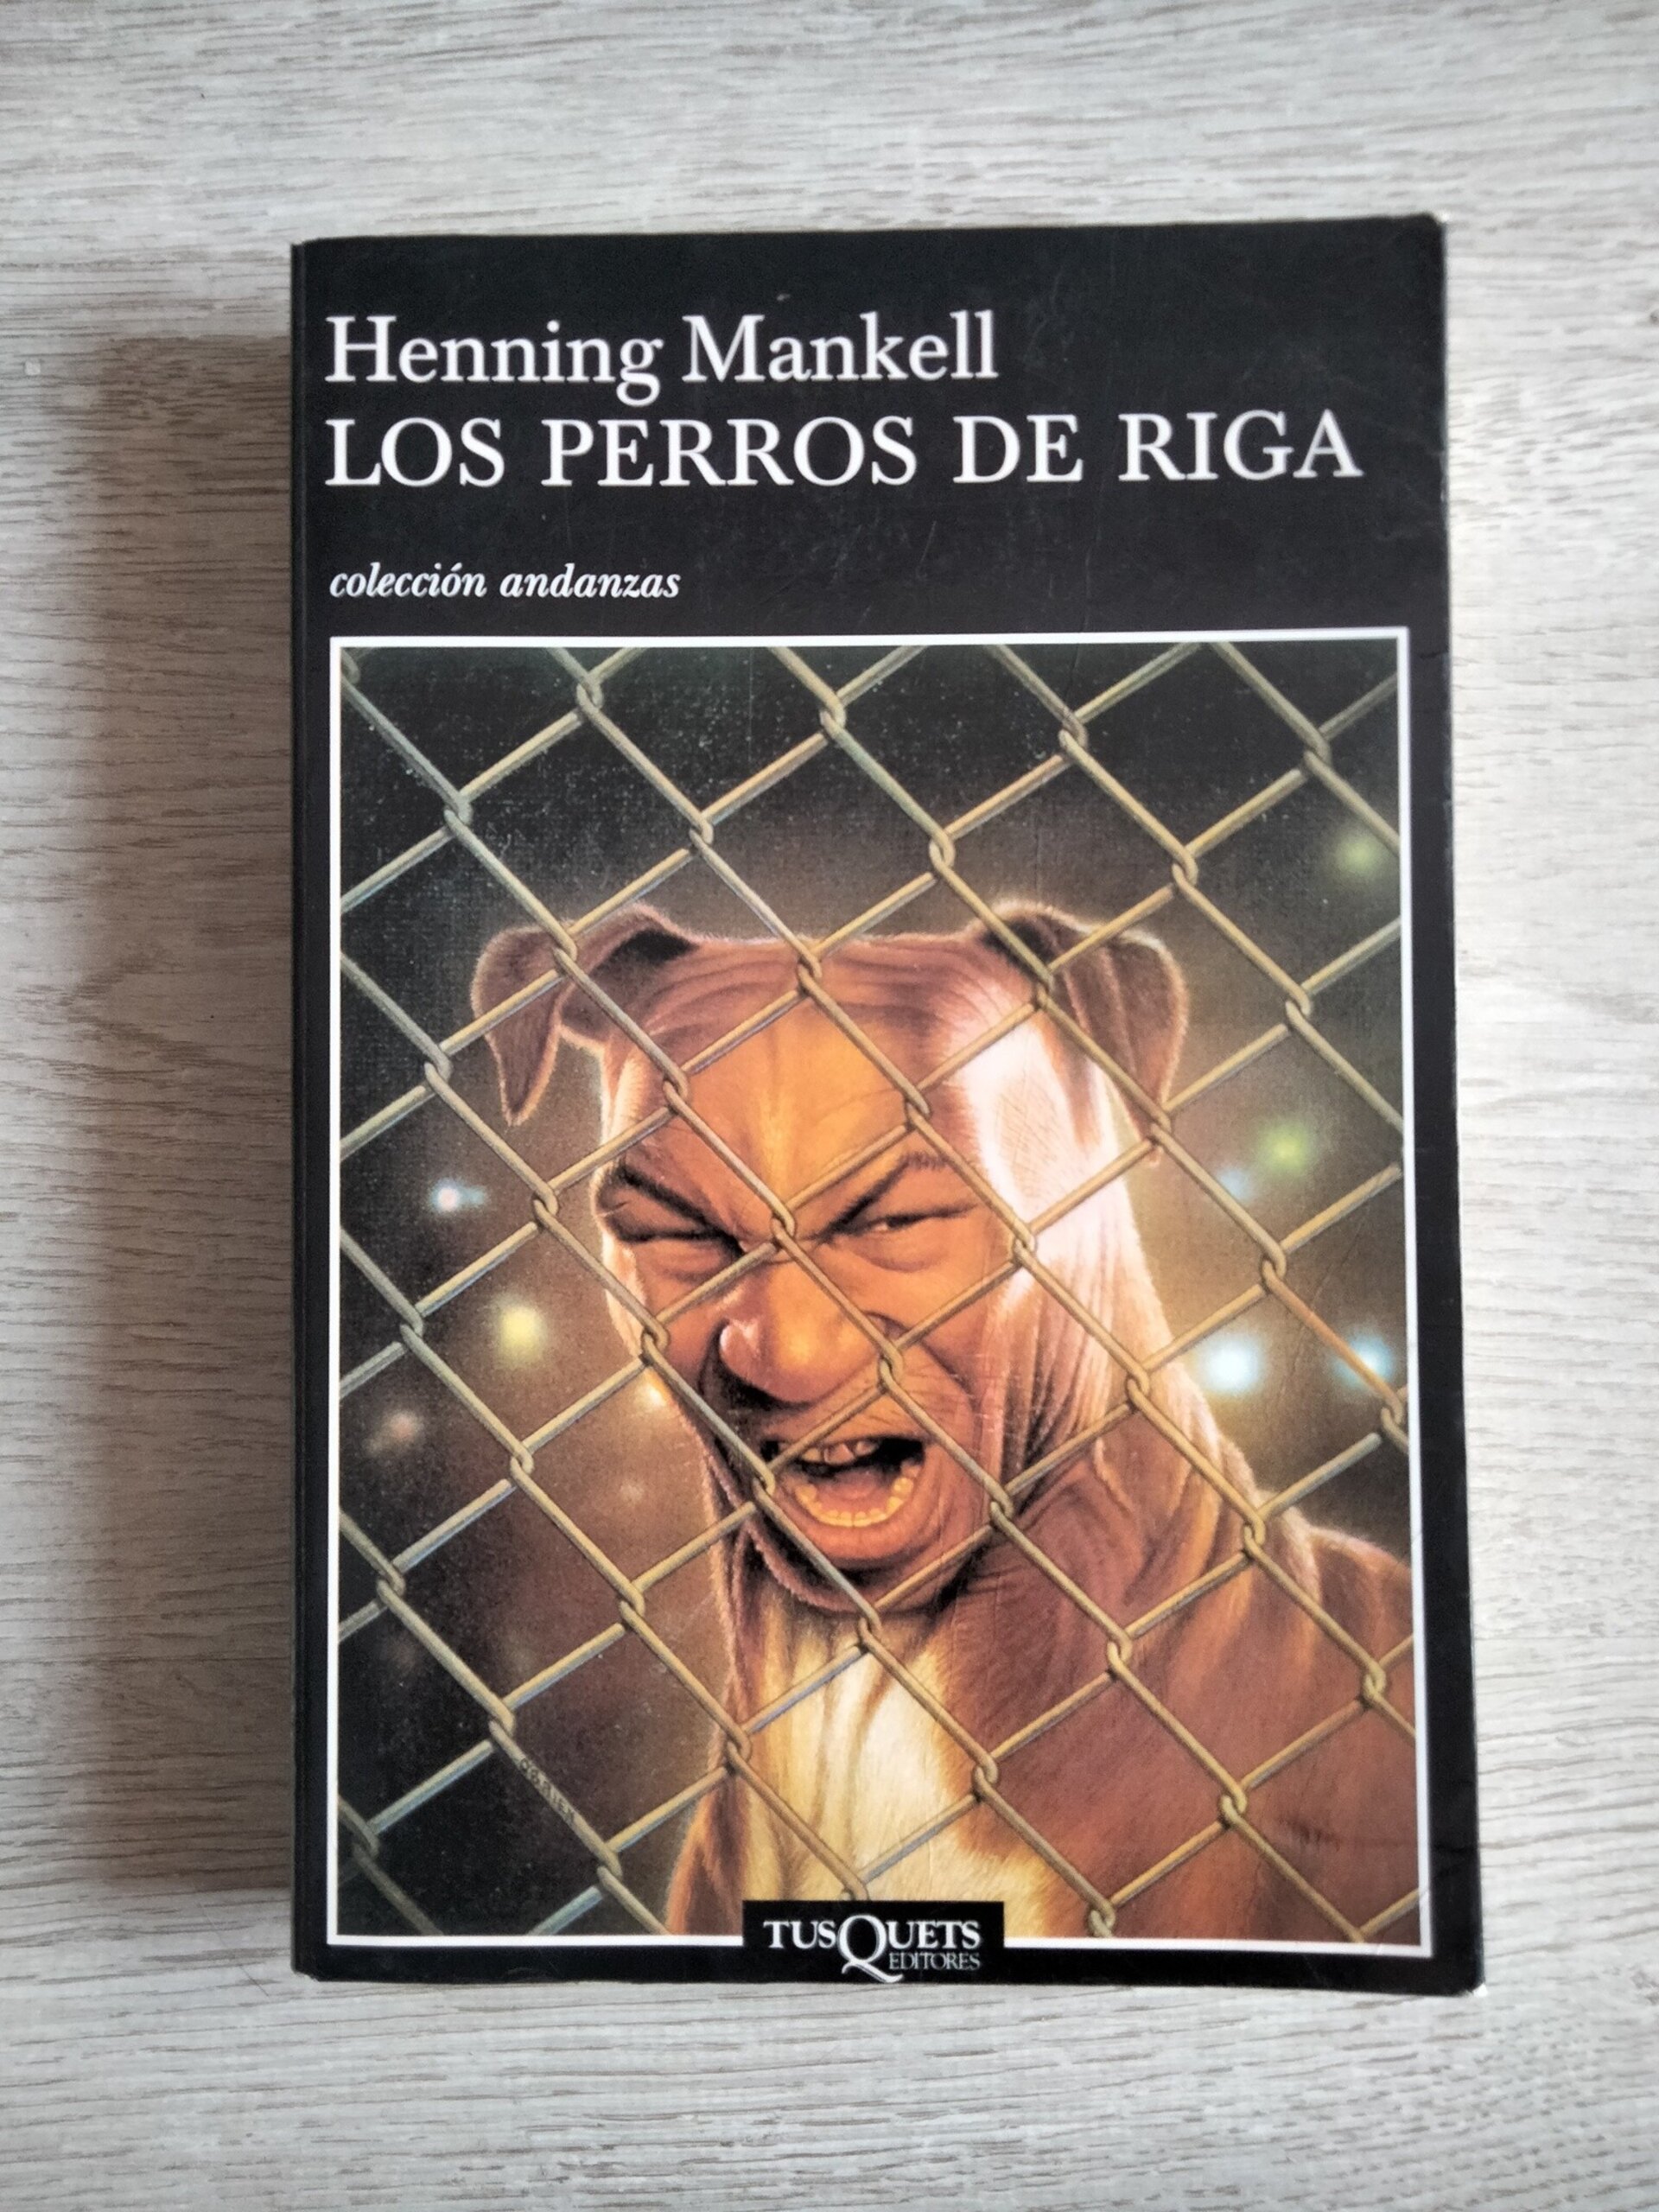 Henning Mankell
LOS PERROS DE RIGA
colección andanzas
TUSQUETS
EDITORES